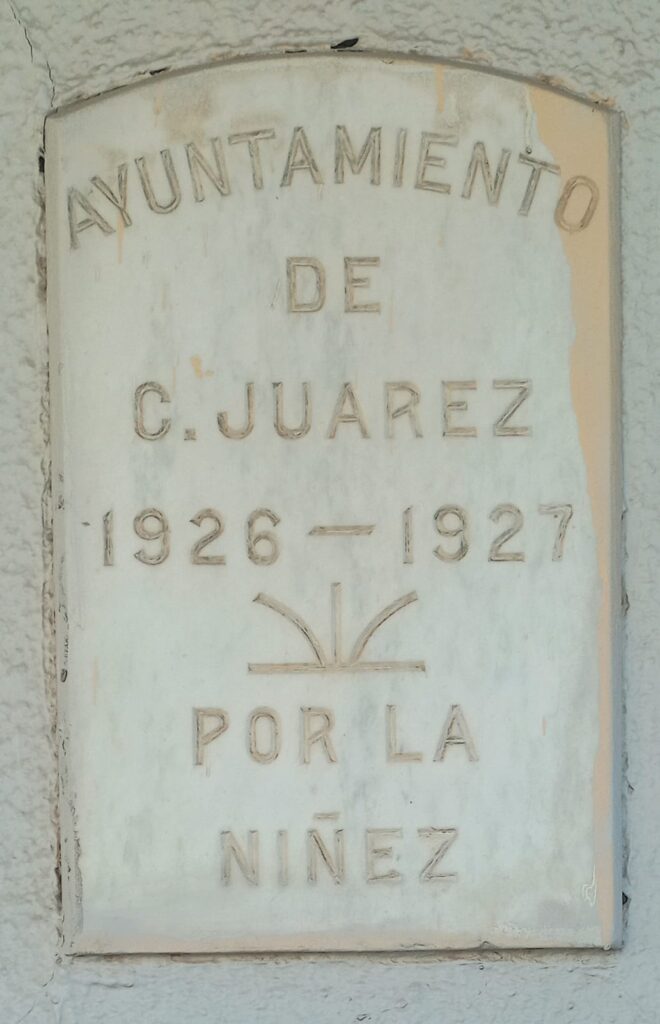 AYUNTAMIENTO
DE
C. JUAREZ
1926 — 1927
POR LA
NIÑEZ